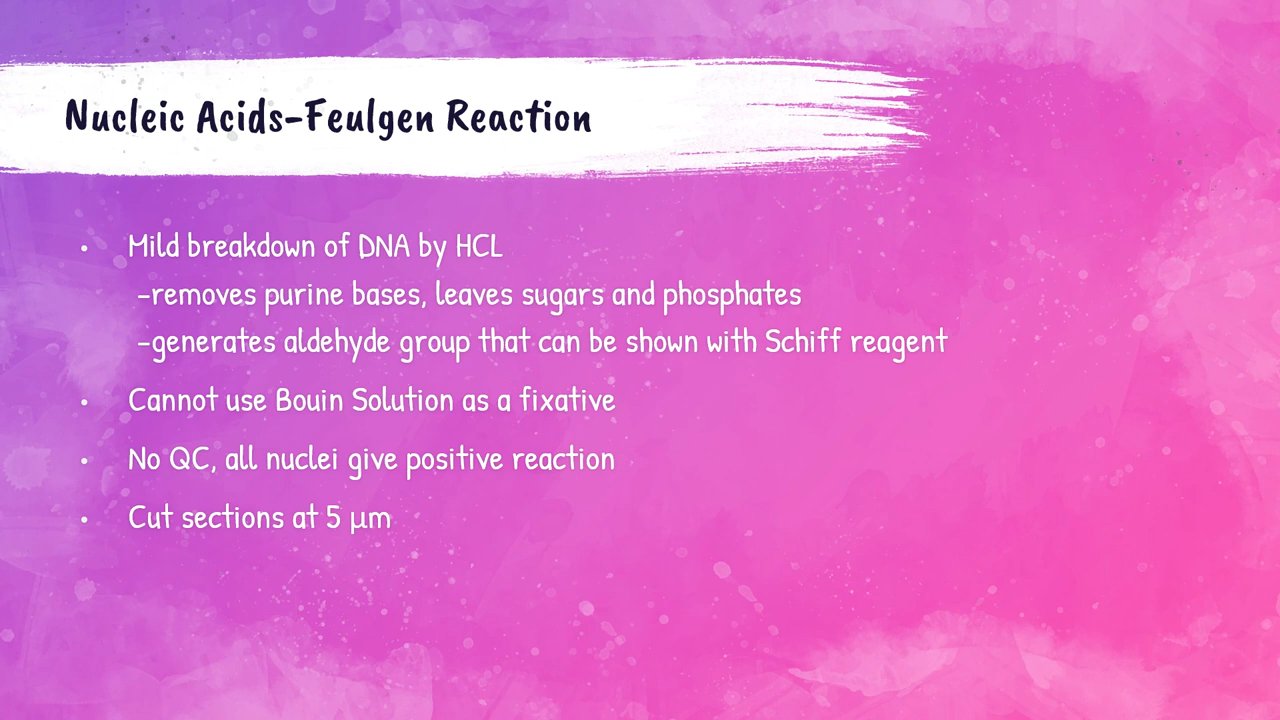 Nucleic Acids-Feulgen Reaction
• Mild breakdown of DNA by HCL
-removes purine bases, leaves sugars and phosphates
-generates aldehyde group that can be shown with Schiff reagent
• Cannot use Bouin Solution as a fixative
• No QC, all nuclei give positive reaction
• Cut sections at 5 µm